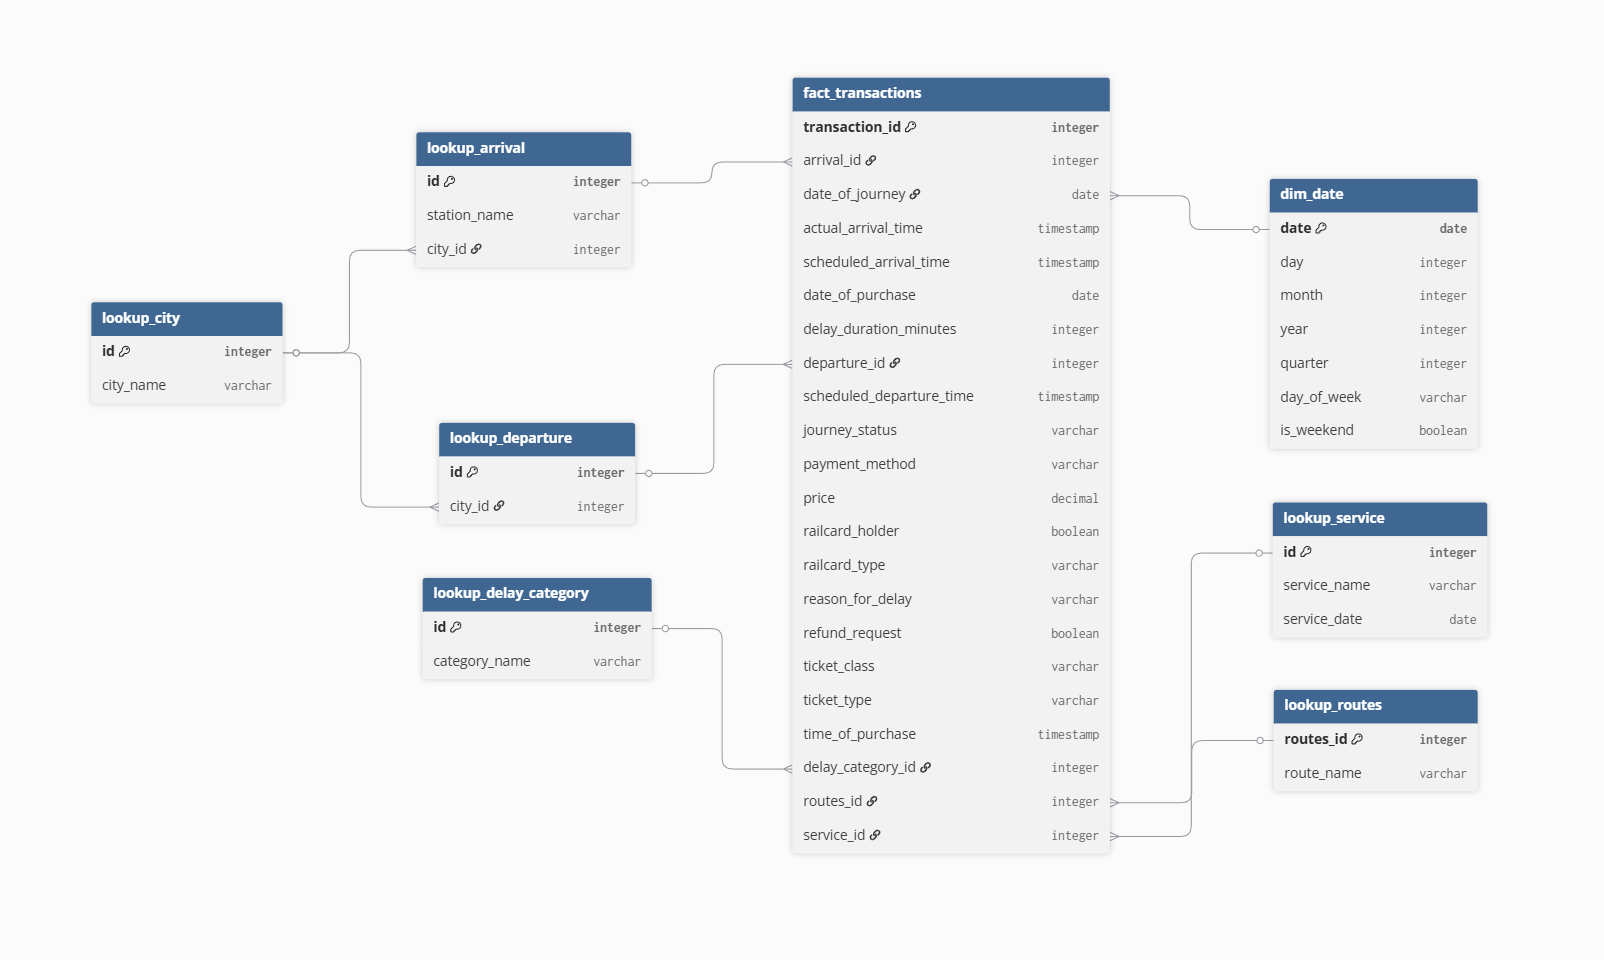 fact_transactions
transaction_id integer
arrival_id integer
date_of_journey date
actual_arrival_time timestamp
scheduled_arrival_time timestamp
date_of_purchase date
delay_duration_minutes integer
departure_id integer
scheduled_departure_time timestamp
journey_status varchar
payment_method varchar
price decimal
railcard_holder boolean
railcard_type varchar
reason_for_delay varchar
refund_request boolean
ticket_class varchar
ticket_type varchar
time_of_purchase timestamp
delay_category_id integer
routes_id integer
service_id integer
lookup_arrival
id integer
station_name varchar
city_id integer
lookup_city
id integer
city_name varchar
lookup_departure
id integer
city_id integer
lookup_delay_category
id integer
category_name varchar
dim_date
date date
day integer
month integer
year integer
quarter integer
day_of_week varchar
is_weekend boolean
lookup_service
id integer
service_name varchar
service_date date
lookup_routes
routes_id integer
route_name varchar